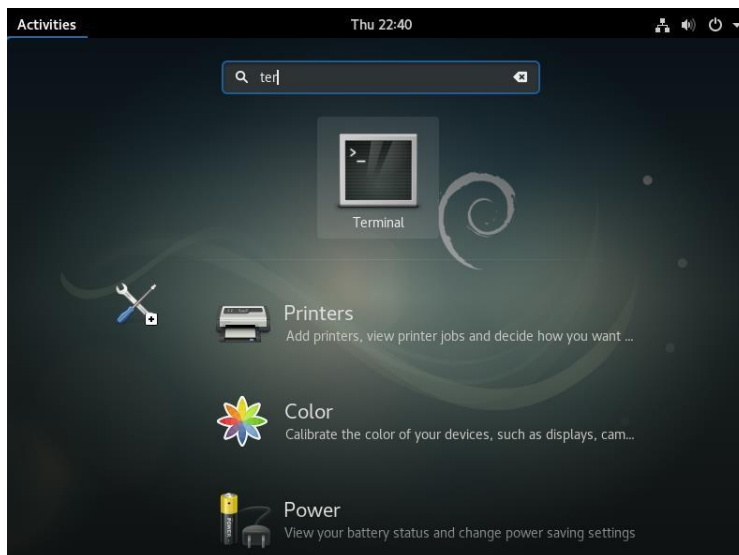 Activities
Thu 22:40
ter
>_
Terminal
Printers
Add printers, view printer jobs and decide how you want ...
Color
Calibrate the color of your devices, such as displays, cam...
Power
View your battery status and change power saving settings